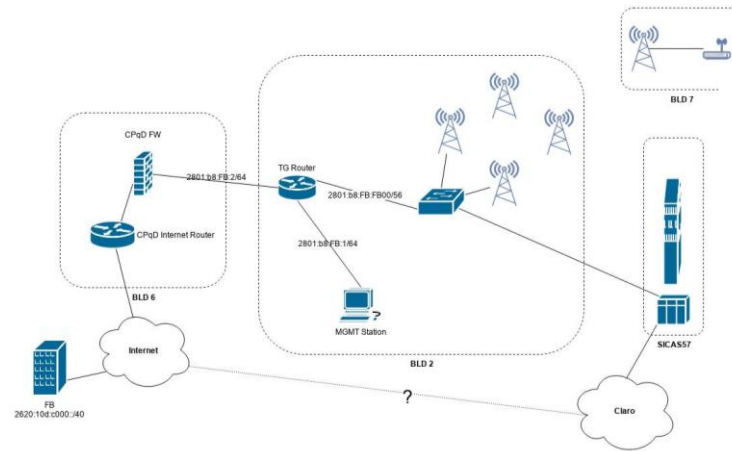 BLD 7
CPqD FW
2801:b8:FB:2/64
TG Router
2801:b8:FB:FB00/56
CPqD Internet Router
2801:b8:FB:1/64
BLD 6
?
MGMT Station
BLD 2
SICAS57
Internet
FB
2620:10d:c000::/40
?
Claro